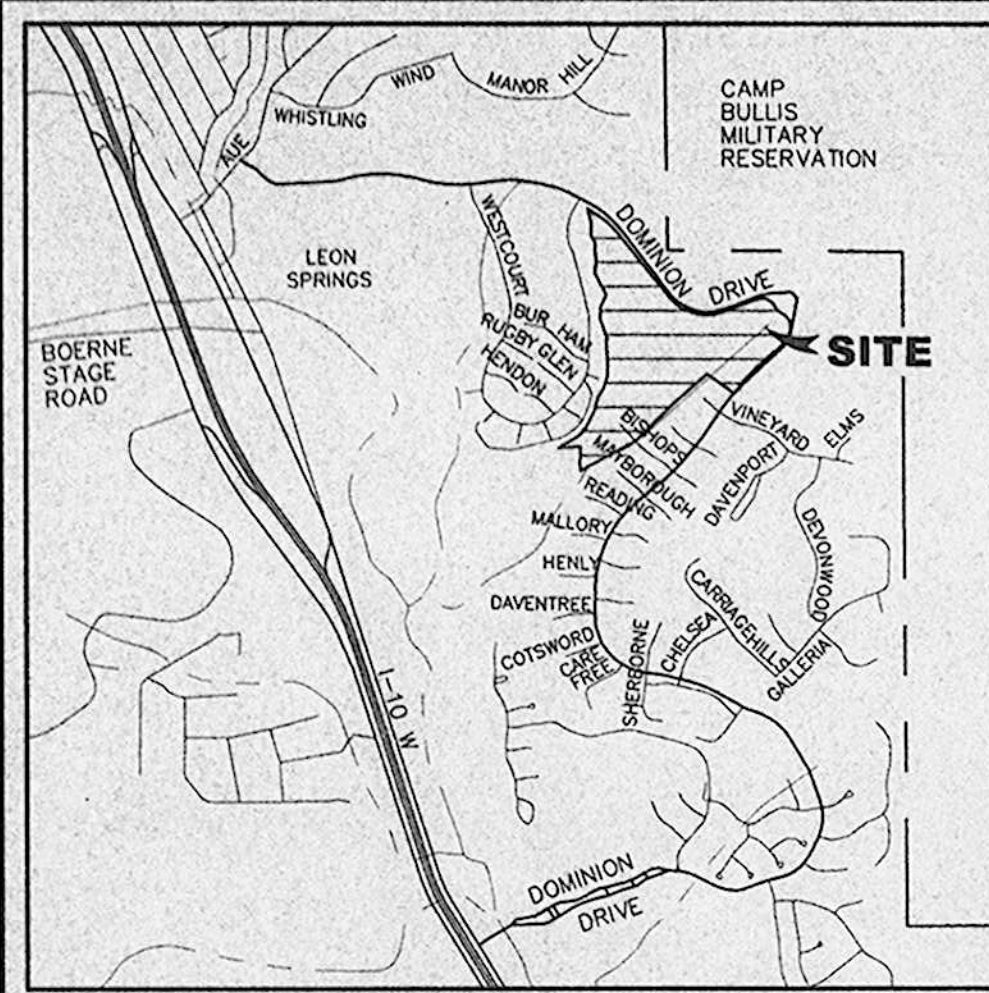 CAMP
BULLIS
MILITARY
RESERVATION
WHISTLING
WIND
MANOR
HILL
AUE
LEON
SPRINGS
WESTCOURT
DOMINION
DRIVE
BUR HAM
RUGBY GLEN
HENDON
SITE
BOERNE
STAGE
ROAD
BISHOPS
VINEYARD
ELMS
MAYBOROUGH
DAVENPORT
READING
MALLORY
DEVONWOOD
HENLY
CARRIAGE HILLS
DAVENTREE
CHELSEA
COTSWORD
CARE
FREE
SHERBORNE
GALLERIA
I-10 W
DOMINION
DRIVE